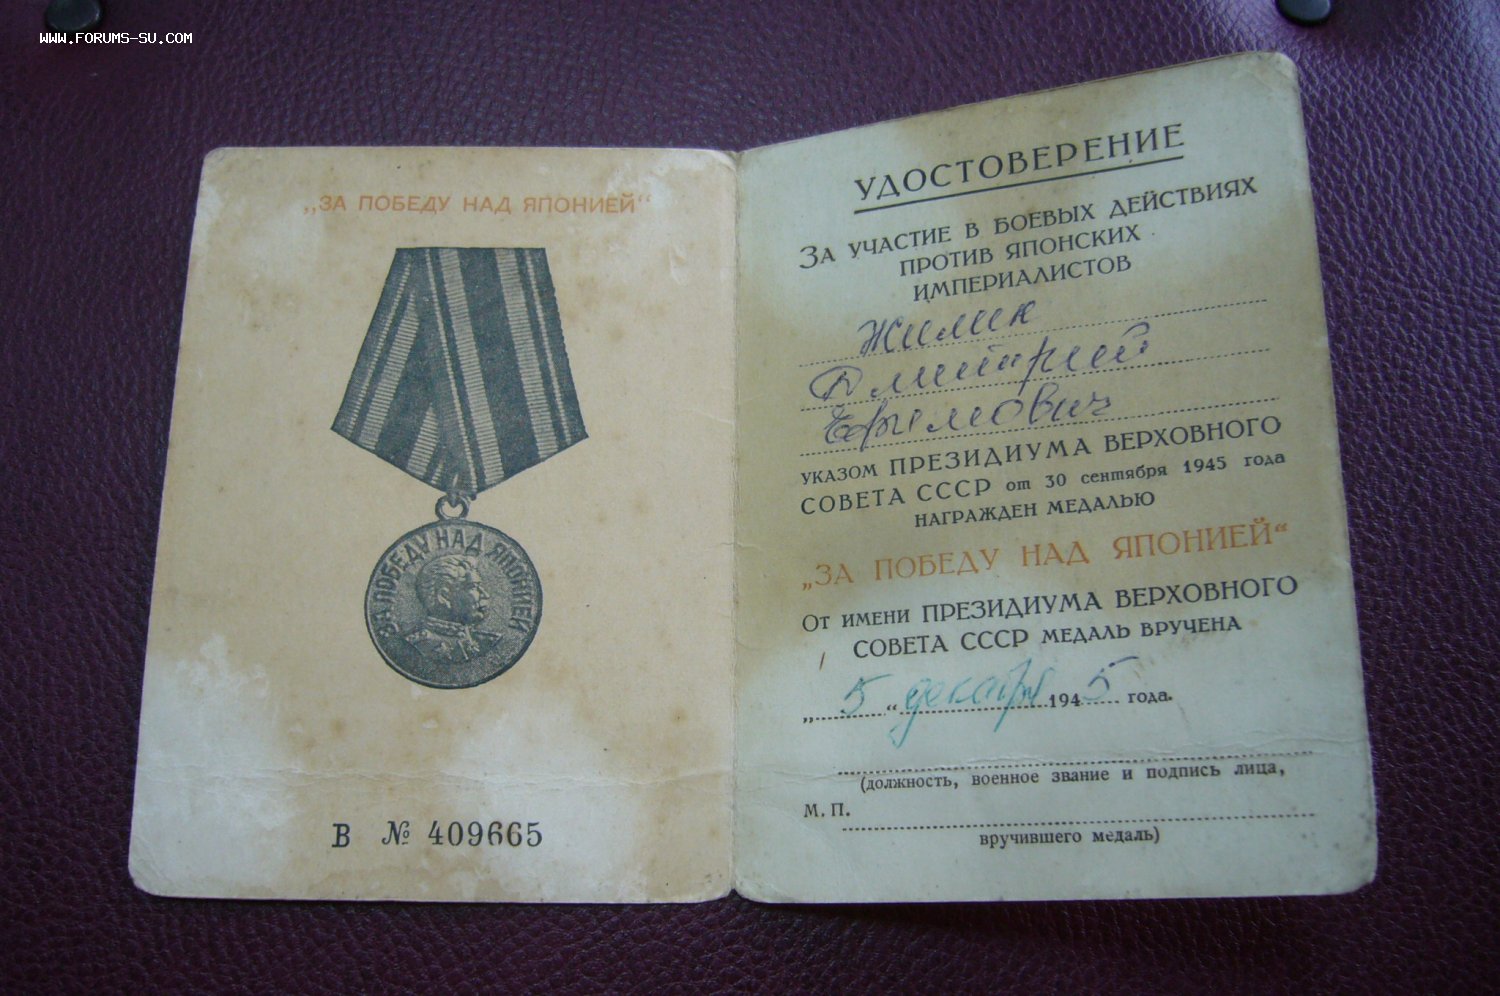 www.forums-su.com
„ЗА ПОБЕДУ НАД ЯПОНИЕЙ“
ЗА ПОБЕДУ НАД ЯПОНИЕЙ
В № 409665
УДОСТОВЕРЕНИЕ
ЗА УЧАСТИЕ В БОЕВЫХ ДЕЙСТВИЯХ
ПРОТИВ ЯПОНСКИХ
ИМПЕРИАЛИСТОВ
Жилик
Дмитрий
Ефимович
УКАЗОМ ПРЕЗИДИУМА ВЕРХОВНОГО
СОВЕТА СССР от 30 сентября 1945 года
НАГРАЖДЕН МЕДАЛЬЮ
„ЗА ПОБЕДУ НАД ЯПОНИЕЙ“
ОТ ИМЕНИ ПРЕЗИДИУМА ВЕРХОВНОГО
СОВЕТА СССР МЕДАЛЬ ВРУЧЕНА
„5“ декабря 1945 года.
(должность, военное звание и подпись лица,
М. П.
вручившего медаль)